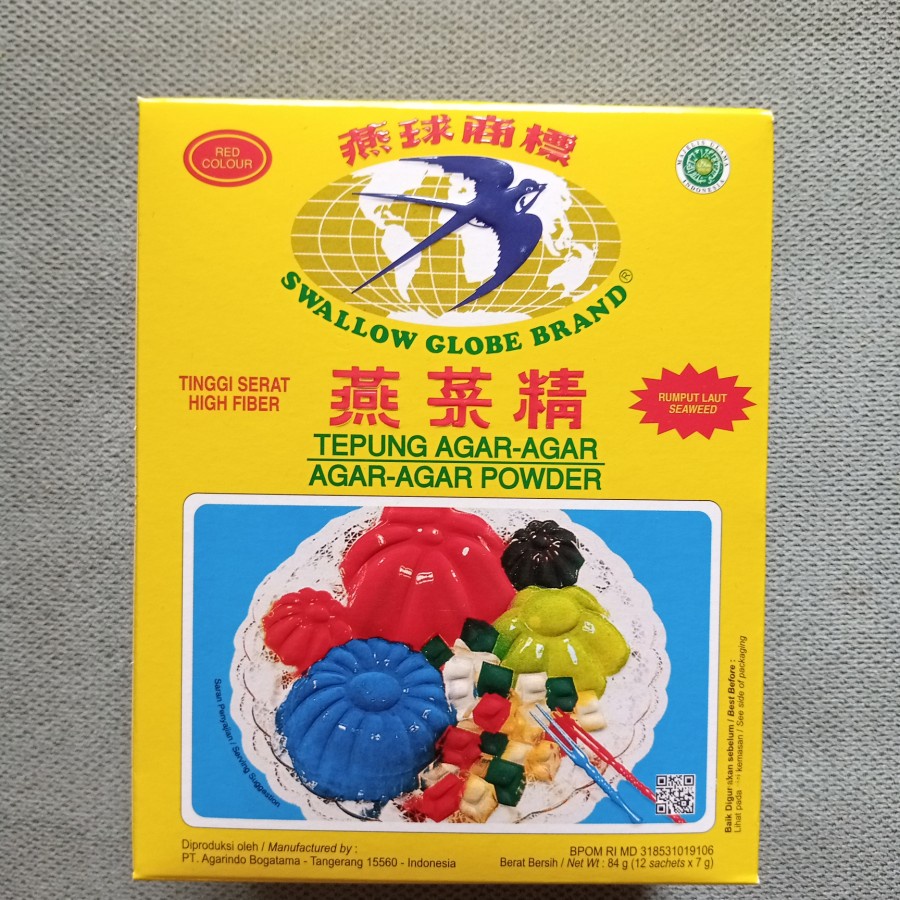 RED
COLOUR
燕球商標
MAJELIS ULAMA
INDONESIA
SWALLOW GLOBE BRAND®
TINGGI SERAT
HIGH FIBER
燕菜精
RUMPUT LAUT
SEAWEED
TEPUNG AGAR-AGAR
AGAR-AGAR POWDER
Saran Penyajian / Serving Suggestion
Baik Digunakan sebelum / Best Before :
Lihat pada kemasan / See side of packaging
Diproduksi oleh / Manufactured by :
PT. Agarindo Bogatama - Tangerang 15560 - Indonesia
BPOM RI MD 318531019106
Berat Bersih / Net Wt : 84 g (12 sachets x 7 g)